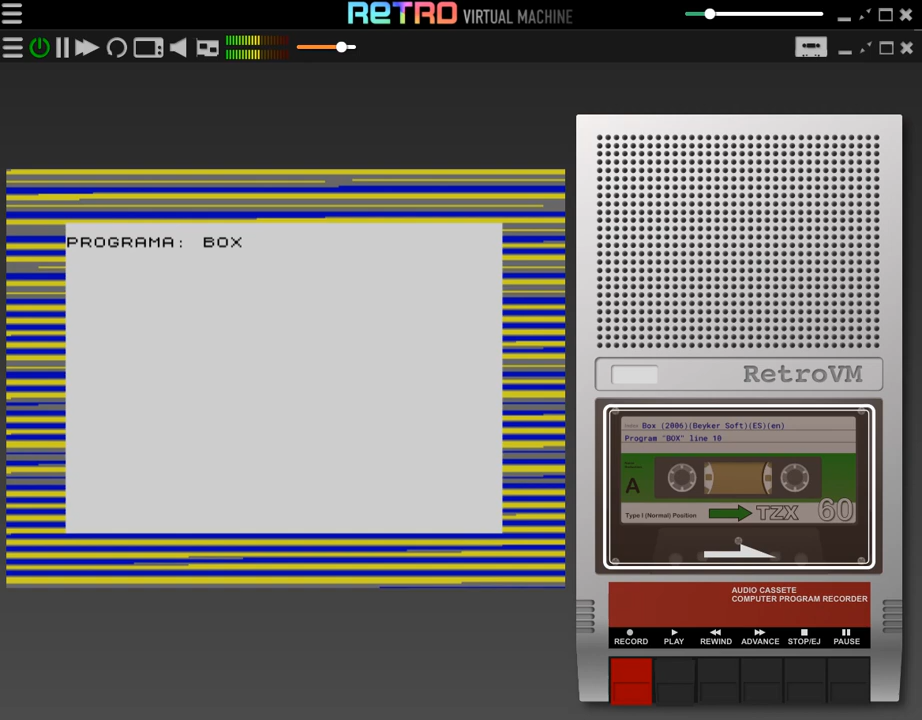 RETRO VIRTUAL MACHINE
PROGRAMA: BOX
RetroVM
Box (2006)(Beyker Soft)(ES)(en)
Program "BOX" line 10
A
Type I (Normal) Position
TZX
60
AUDIO CASSETE
COMPUTER PROGRAM RECORDER
RECORD PLAY REWIND ADVANCE STOP/EJ PAUSE